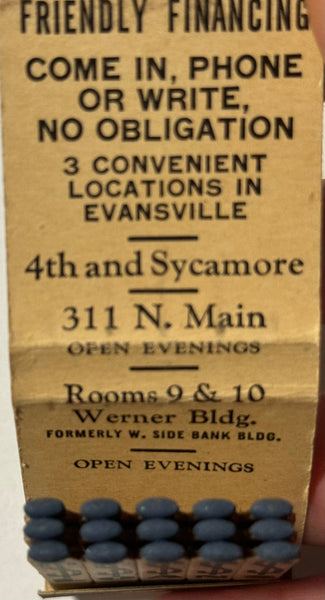 FRIENDLY FINANCING
COME IN, PHONE
OR WRITE,
NO OBLIGATION
3 CONVENIENT
LOCATIONS IN
EVANSVILLE
4th and Sycamore
311 N. Main
OPEN EVENINGS
Rooms 9 & 10
Werner Bldg.
FORMERLY W. SIDE BANK BLDG.
OPEN EVENINGS